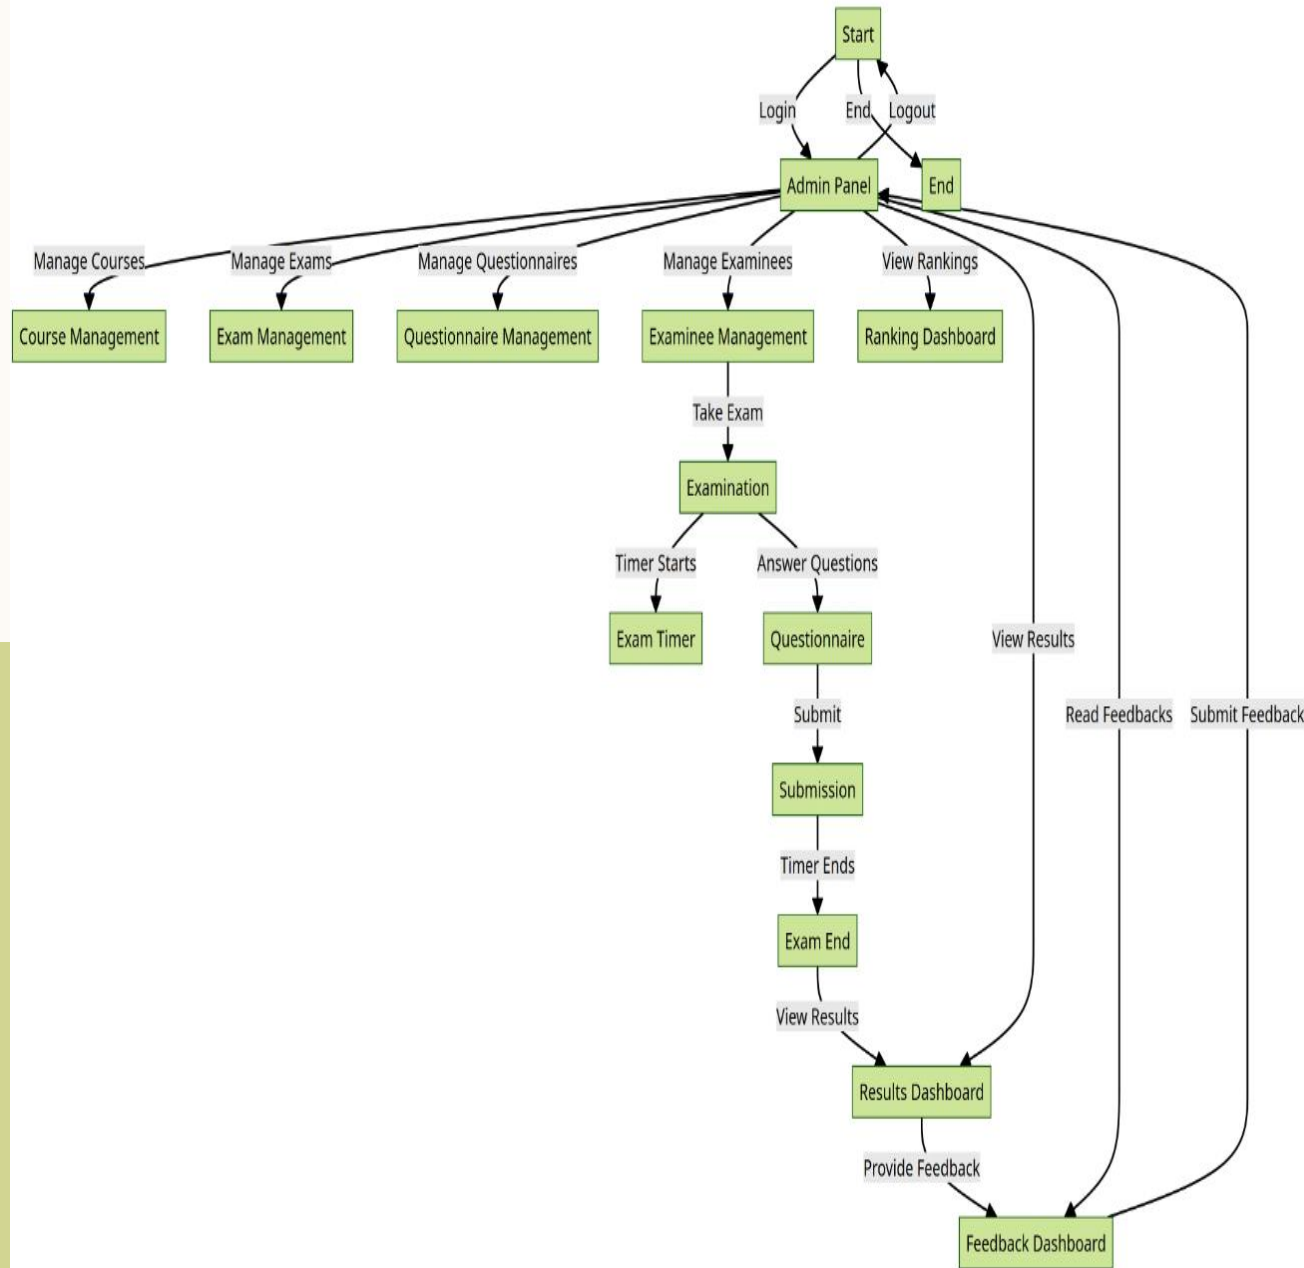 Start
Login
End
Logout
Admin Panel
End
Manage Courses
Manage Exams
Manage Questionnaires
Manage Examinees
View Rankings
Course Management
Exam Management
Questionnaire Management
Examinee Management
Ranking Dashboard
Take Exam
Examination
Timer Starts
Answer Questions
Exam Timer
Questionnaire
View Results
Submit
Read Feedbacks
Submit Feedback
Submission
Timer Ends
Exam End
View Results
Results Dashboard
Provide Feedback
Feedback Dashboard